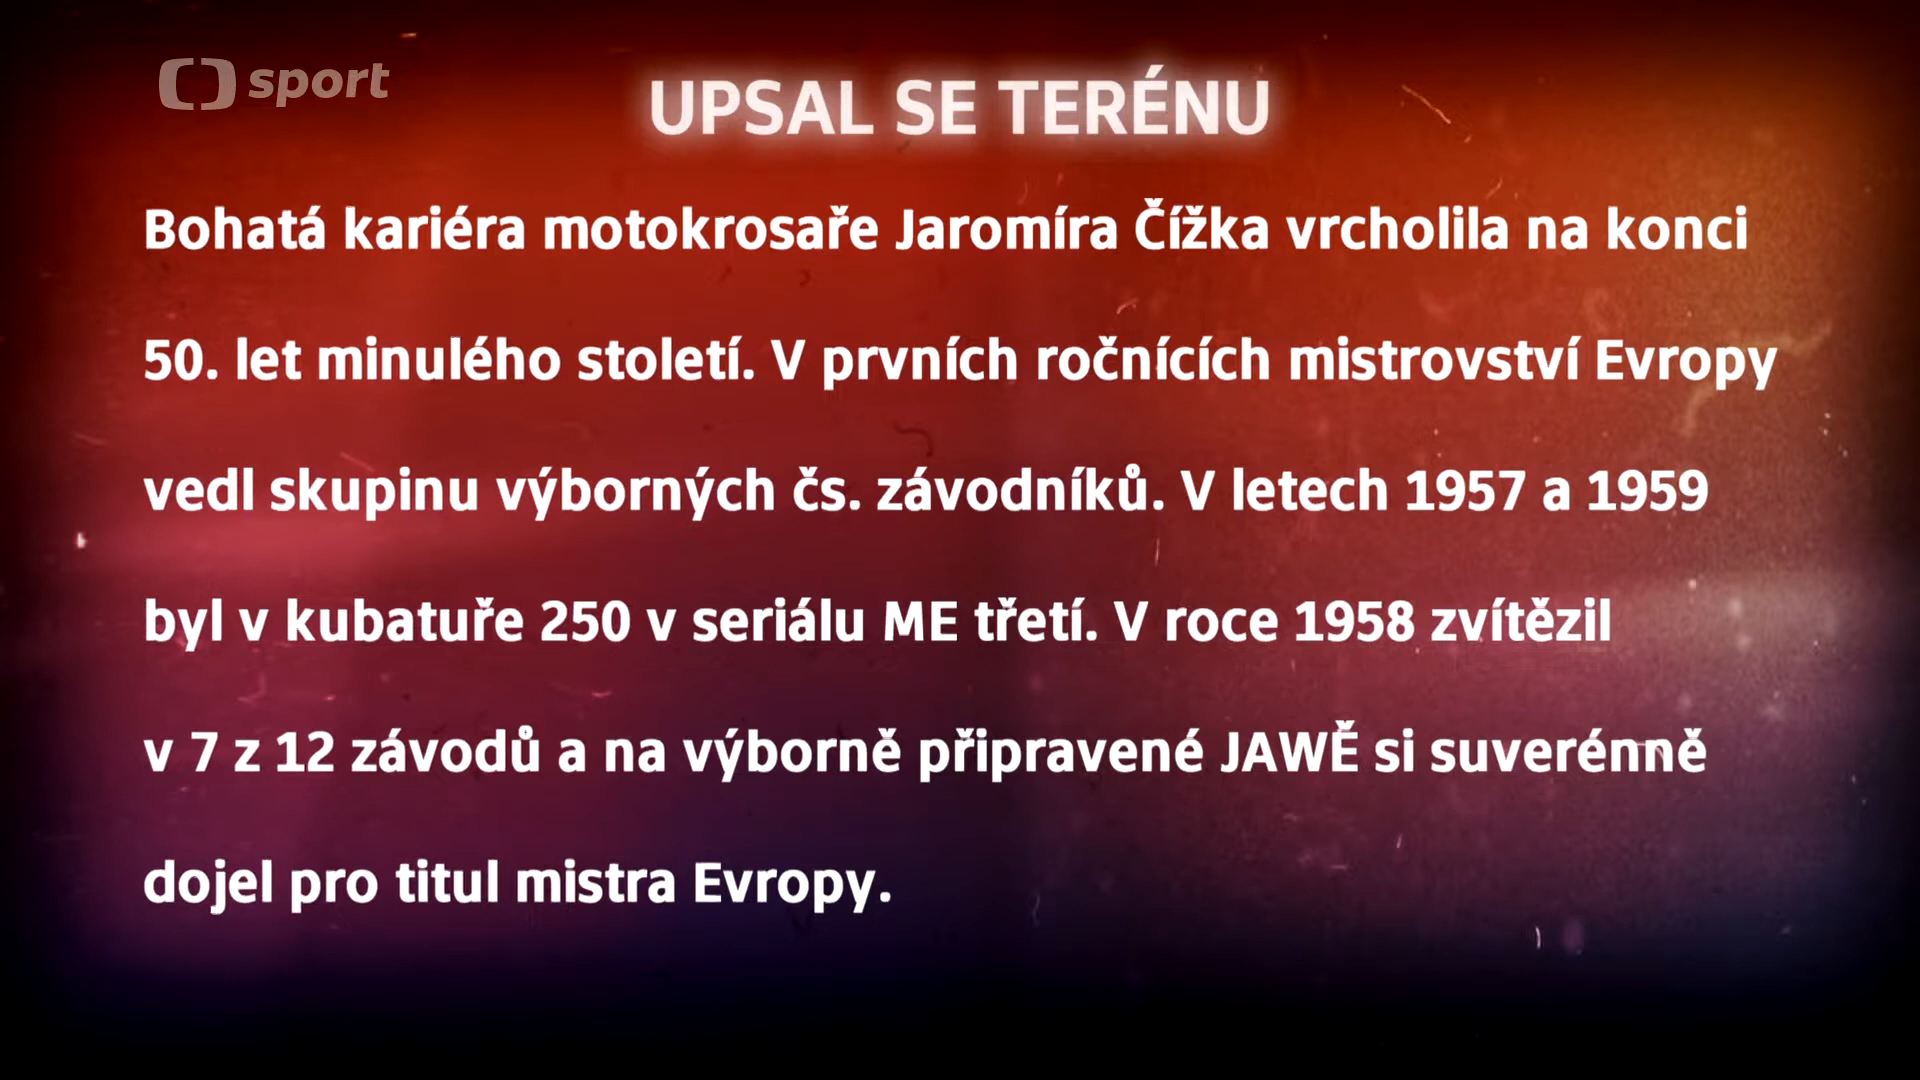 sport
UPSAL SE TERÉNU
Bohatá kariéra motokrosaře Jaromíra Čížka vrcholila na konci
50. let minulého století. V prvních ročnících mistrovství Evropy
vedl skupinu výborných čs. závodníků. V letech 1957 a 1959
byl v kubatuře 250 v seriálu ME třetí. V roce 1958 zvítězil
v 7 z 12 závodů a na výborně připravené JAWĚ si suverénně
dojel pro titul mistra Evropy.